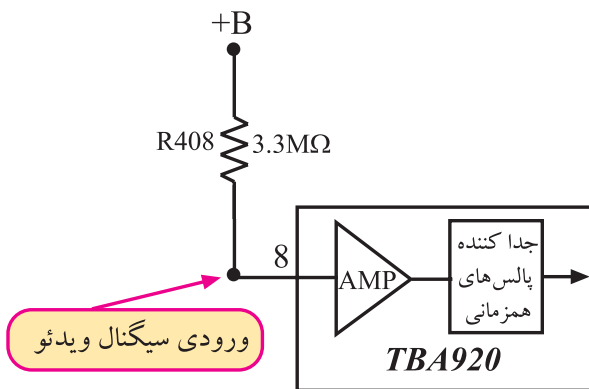 +B
R408 3.3MΩ
8
AMP
جدا کننده
پالس‌های
همزمانی
ورودی سیگنال ویدئو
TBA920